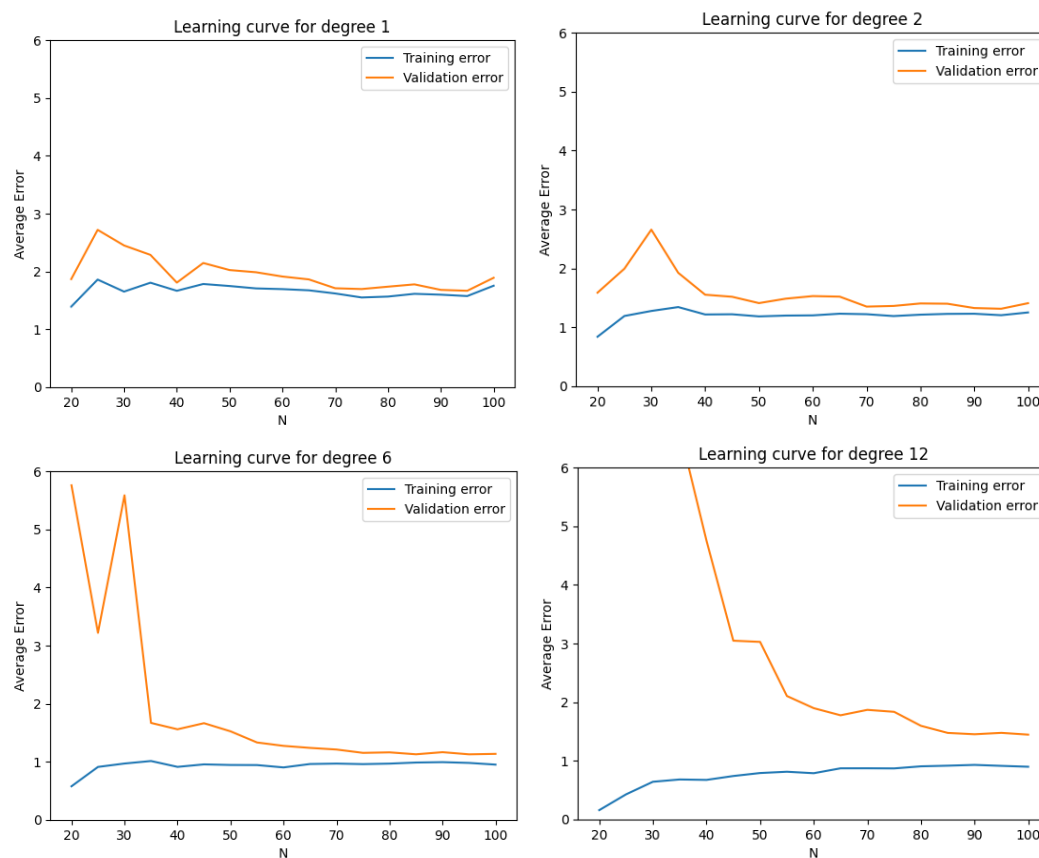 Learning curve for degree 1
6
5
4
3
2
1
0
Average Error
Training error
Validation error
20 30 40 50 60 70 80 90 100
N
Learning curve for degree 2
6
5
4
3
2
1
0
Average Error
Training error
Validation error
20 30 40 50 60 70 80 90 100
N
Learning curve for degree 6
6
5
4
3
2
1
0
Average Error
Training error
Validation error
20 30 40 50 60 70 80 90 100
N
Learning curve for degree 12
6
5
4
3
2
1
0
Average Error
Training error
Validation error
20 30 40 50 60 70 80 90 100
N